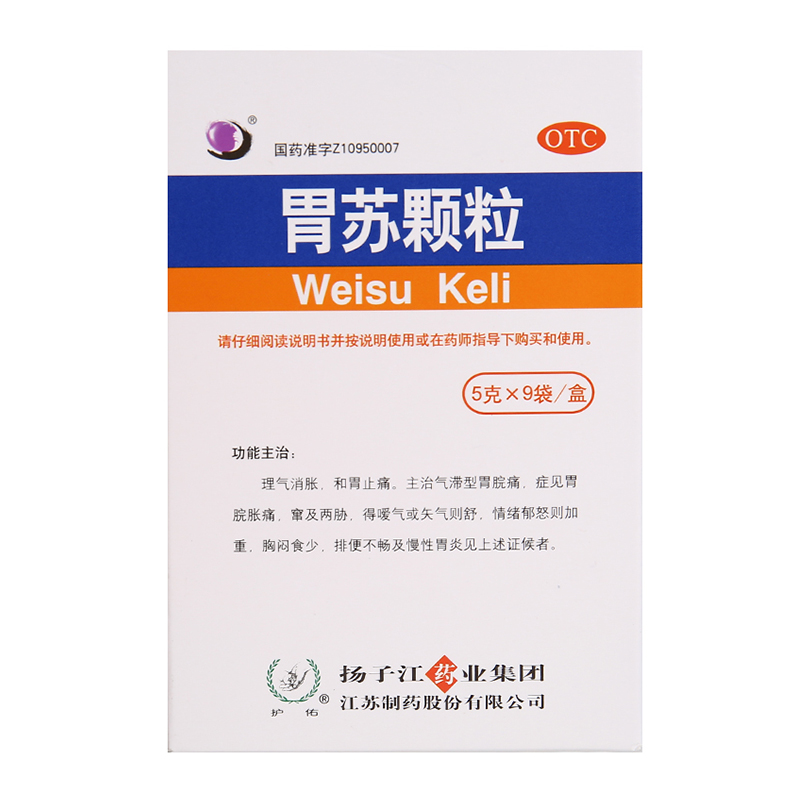 ®
国药准字Z10950007
OTC
胃苏颗粒
Weisu Keli
请仔细阅读说明书并按说明使用或在药师指导下购买和使用。
5克×9袋/盒
功能主治：
理气消胀，和胃止痛。主治气滞型胃脘痛，症见胃
脘胀痛，窜及两胁，得嗳气或矢气则舒，情绪郁怒则加
重，胸闷食少，排便不畅及慢性胃炎见上述证候者。
扬子江药业集团
护佑®
江苏制药股份有限公司